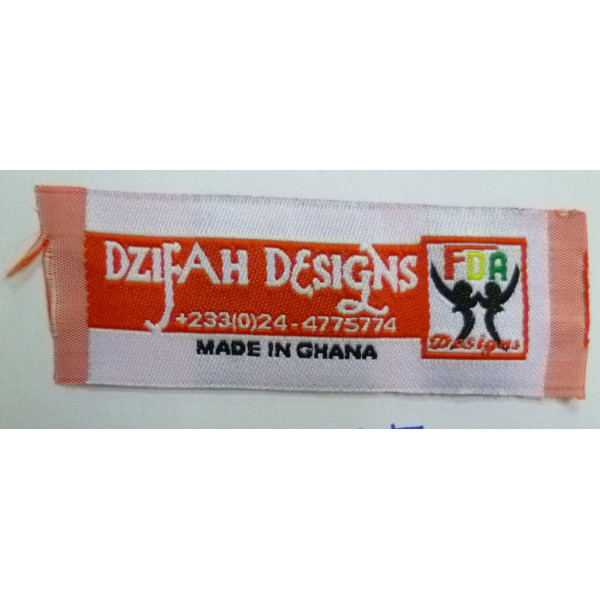 DZIFAH DESIGNS
+233(0)24-4775774
MADE IN GHANA
FDA
Designs